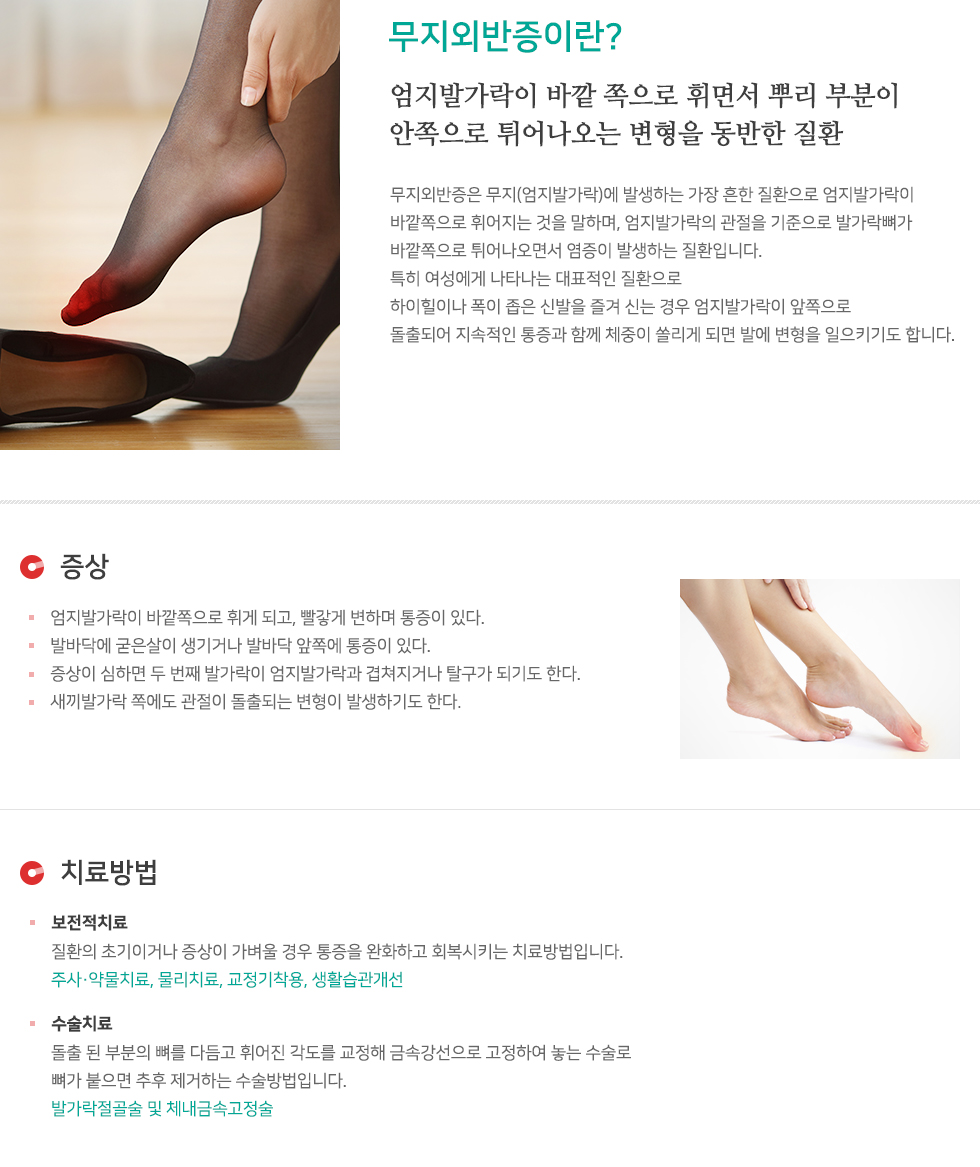 무지외반증이란?
엄지발가락이 바깥 쪽으로 휘면서 뿌리 부분이
안쪽으로 튀어나오는 변형을 동반한 질환
무지외반증은 무지(엄지발가락)에 발생하는 가장 흔한 질환으로 엄지발가락이
바깥쪽으로 휘어지는 것을 말하며, 엄지발가락의 관절을 기준으로 발가락뼈가
바깥쪽으로 튀어나오면서 염증이 발생하는 질환입니다.
특히 여성에게 나타나는 대표적인 질환으로
하이힐이나 폭이 좁은 신발을 즐겨 신는 경우 엄지발가락이 앞쪽으로
돌출되어 지속적인 통증과 함께 체중이 쏠리게 되면 발에 변형을 일으키기도 합니다.
증상
엄지발가락이 바깥쪽으로 휘게 되고, 빨갛게 변하며 통증이 있다.
발바닥에 굳은살이 생기거나 발바닥 앞쪽에 통증이 있다.
증상이 심하면 두 번째 발가락이 엄지발가락과 겹쳐지거나 탈구가 되기도 한다.
새끼발가락 쪽에도 관절이 돌출되는 변형이 발생하기도 한다.
치료방법
보전적치료
질환의 초기이거나 증상이 가벼울 경우 통증을 완화하고 회복시키는 치료방법입니다.
주사·약물치료, 물리치료, 교정기착용, 생활습관개선
수술치료
돌출 된 부분의 뼈를 다듬고 휘어진 각도를 교정해 금속강선으로 고정하여 놓는 수술로
뼈가 붙으면 추후 제거하는 수술방법입니다.
발가락절골술 및 체내금속고정술